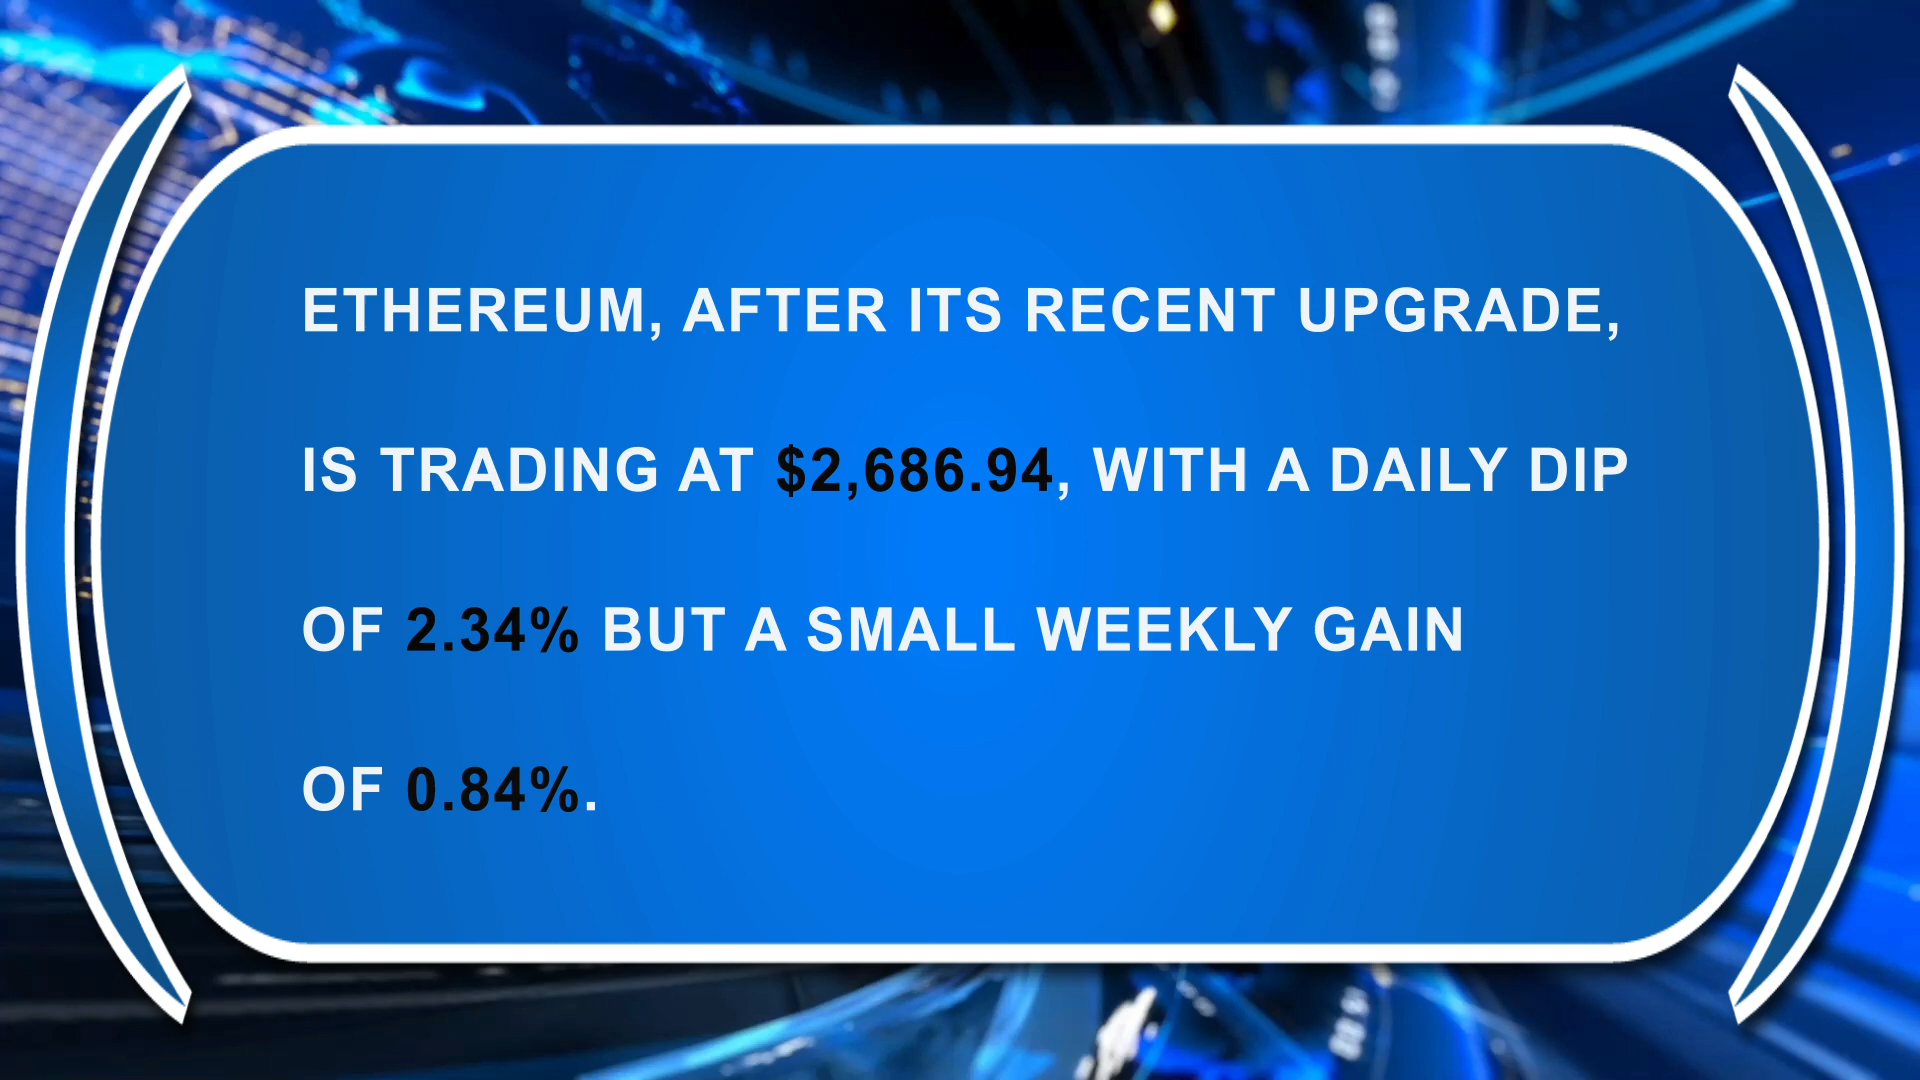 ETHEREUM, AFTER ITS RECENT UPGRADE,
IS TRADING AT $2,686.94, WITH A DAILY DIP
OF 2.34% BUT A SMALL WEEKLY GAIN
OF 0.84%.